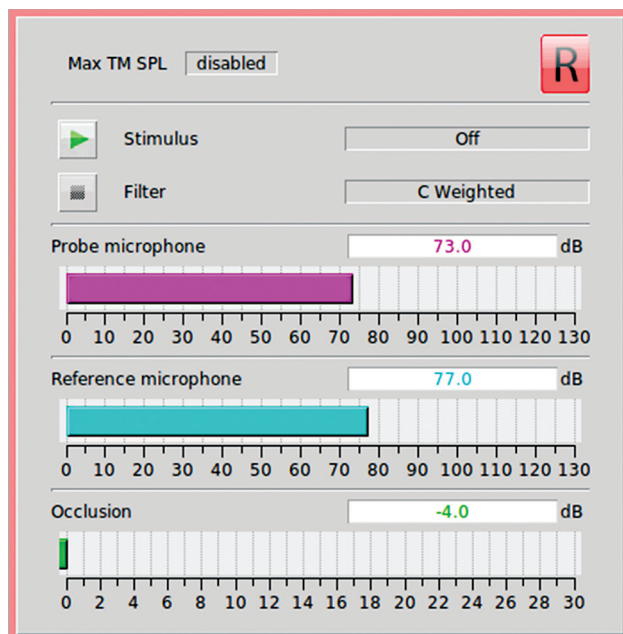 Max TM SPL disabled R
Stimulus Off
Filter C Weighted
Probe microphone 73.0 dB
0 10 20 30 40 50 60 70 80 90 100 110 120 130
Reference microphone 77.0 dB
0 10 20 30 40 50 60 70 80 90 100 110 120 130
Occlusion -4.0 dB
0 2 4 6 8 10 12 14 16 18 20 22 24 26 30